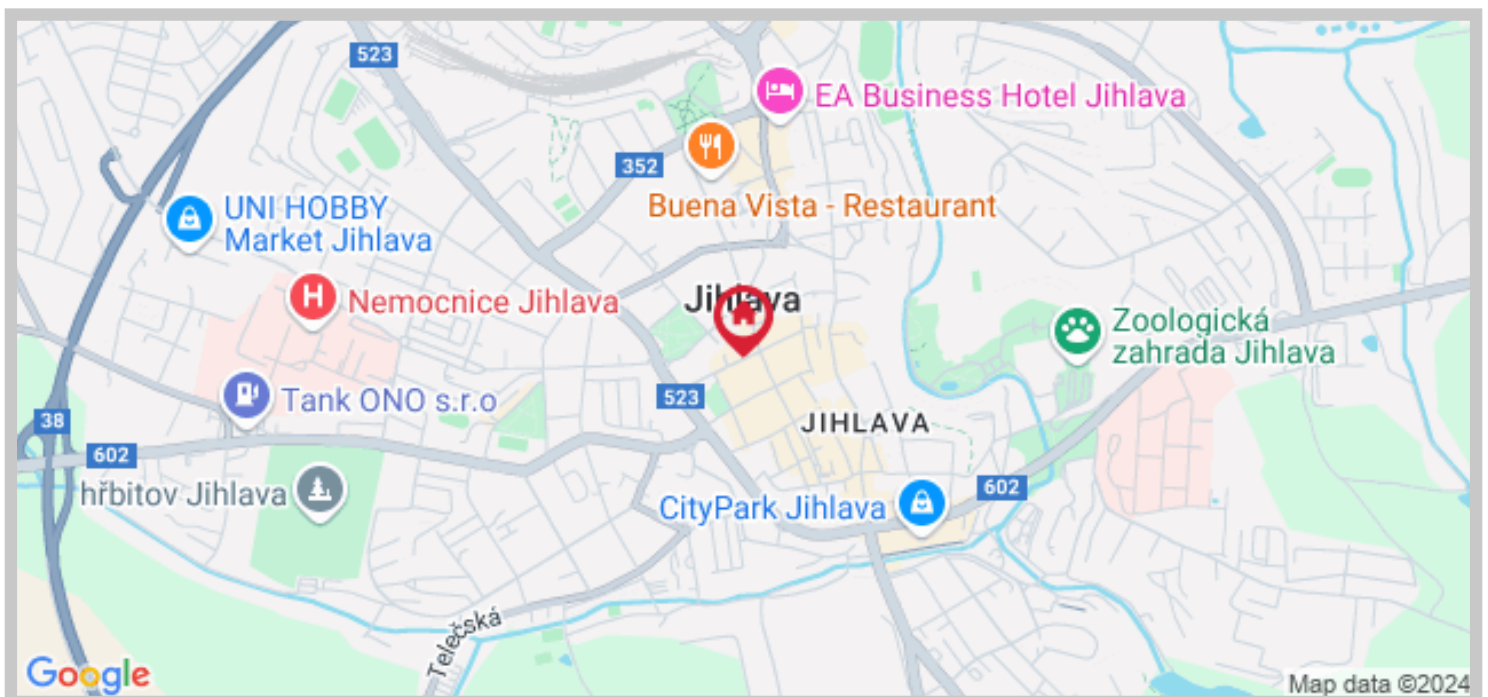 523
EA Business Hotel Jihlava
352
Buena Vista - Restaurant
UNI HOBBY
Market Jihlava
Nemocnice Jihlava
Jihlava
Zoologická
zahrada Jihlava
Tank ONO s.r.o
523
38
JIHLAVA
602
hřbitov Jihlava
602
CityPark Jihlava
Telečská
Google
Map data ©2024